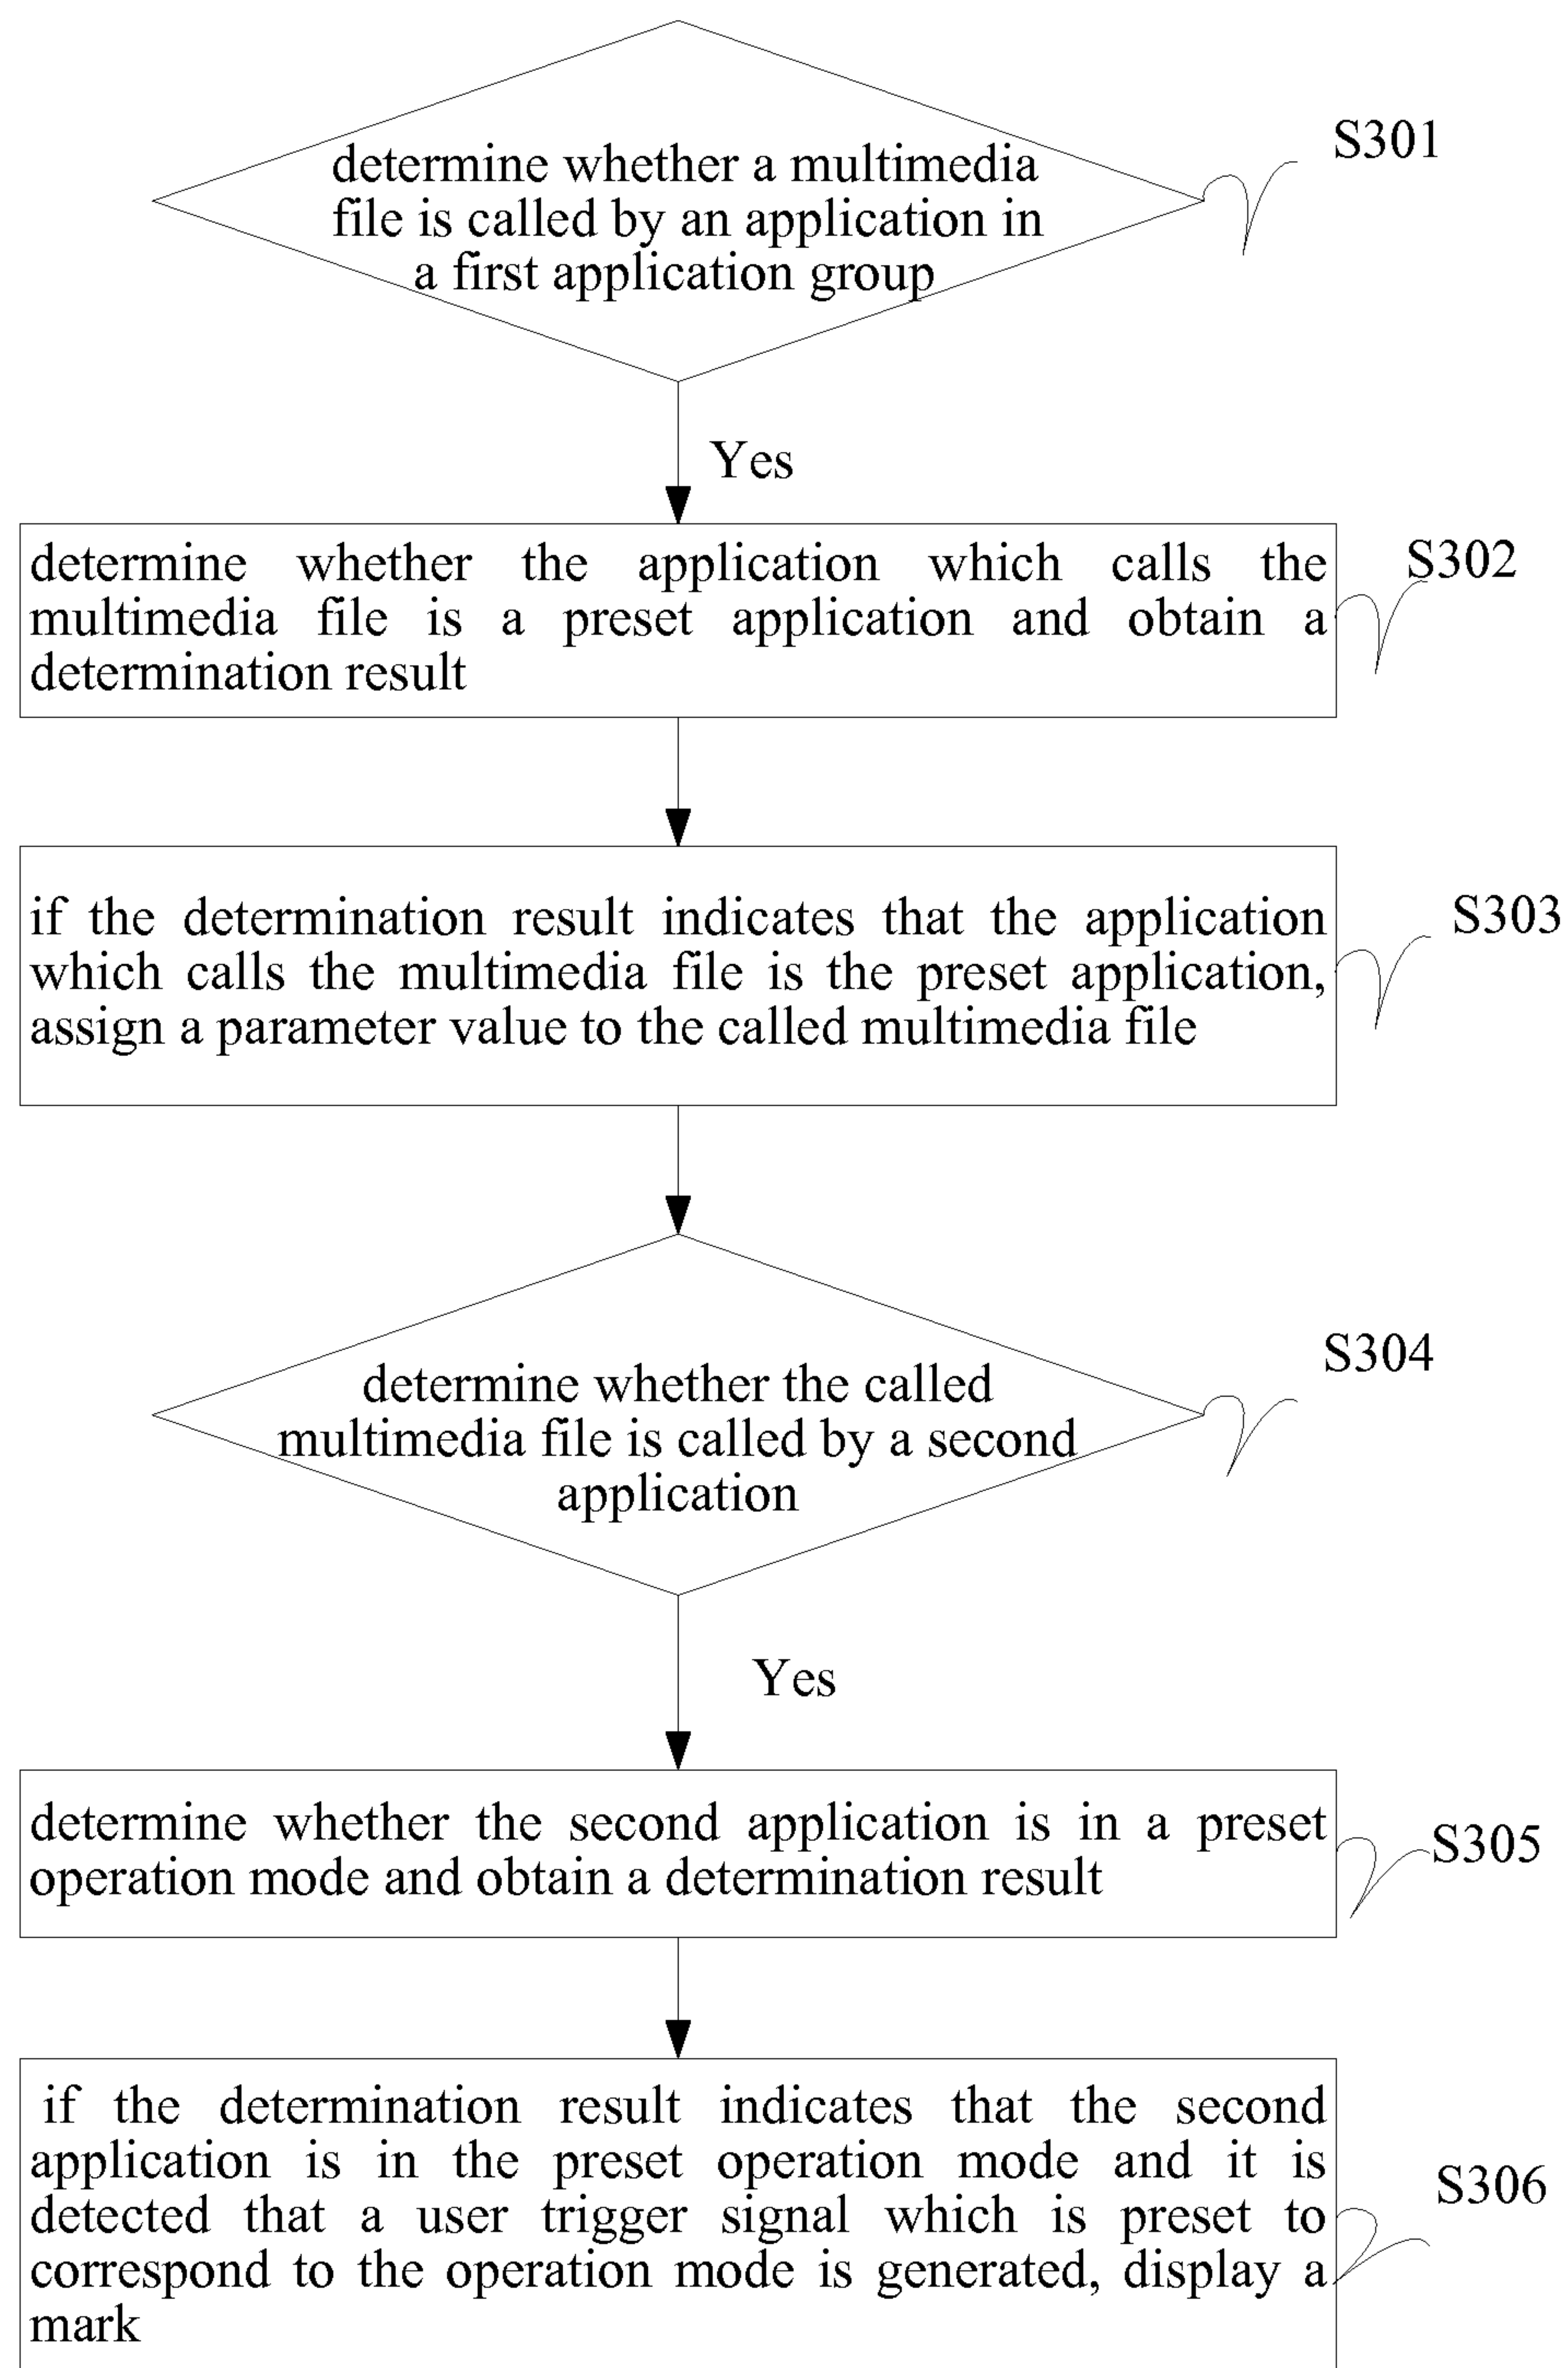 determine whether a multimedia
file is called by an application in
a first application group
S301
Yes
determine whether the application which calls the
multimedia file is a preset application and obtain a
determination result
S302
if the determination result indicates that the application
which calls the multimedia file is the preset application,
assign a parameter value to the called multimedia file
S303
determine whether the called
multimedia file is called by a second
application
S304
Yes
determine whether the second application is in a preset
operation mode and obtain a determination result
S305
if the determination result indicates that the second
application is in the preset operation mode and it is
detected that a user trigger signal which is preset to
correspond to the operation mode is generated, display a
mark
S306